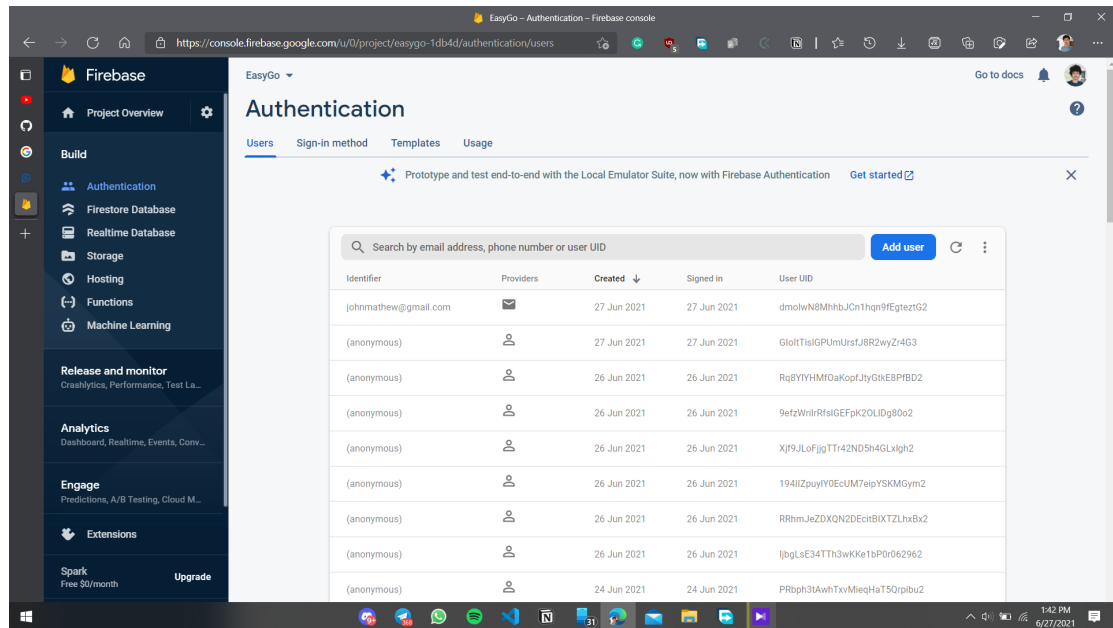 EasyGo – Authentication – Firebase console
https://console.firebase.google.com/u/0/project/easygo-1db4d/authentication/users
Firebase
Project Overview
Build
Authentication
Firestore Database
Realtime Database
Storage
Hosting
Functions
Machine Learning
Release and monitor
Crashlytics, Performance, Test La...
Analytics
Dashboard, Realtime, Events, Conv...
Engage
Predictions, A/B Testing, Cloud M...
Extensions
Spark
Free $0/month
Upgrade
EasyGo
Go to docs
Authentication
Users Sign-in method Templates Usage
Prototype and test end-to-end with the Local Emulator Suite, now with Firebase Authentication Get started
Search by email address, phone number or user UID
Add user
Identifier Providers Created Signed in User UID
johnmathew@gmail.com 27 Jun 2021 27 Jun 2021 dmolwN8MhhbJCn1hqn9fEgteztG2
(anonymous) 27 Jun 2021 27 Jun 2021 GloltTisIGPUmUrsfJ8R2wyZr4G3
(anonymous) 26 Jun 2021 26 Jun 2021 Rq8YlYHMfOaKopfJtyGtkE8PfBD2
(anonymous) 26 Jun 2021 26 Jun 2021 9efzWrilrRfsIGEFpK2OLIDg80o2
(anonymous) 26 Jun 2021 26 Jun 2021 Xjf9JLoFjjgTTr42ND5h4GLxlgh2
(anonymous) 26 Jun 2021 26 Jun 2021 194IIZpuylY0EcUM7eipYSKMGym2
(anonymous) 26 Jun 2021 26 Jun 2021 RRhmJeZDXQN2DEcitBIXTZLhxBx2
(anonymous) 26 Jun 2021 26 Jun 2021 ljbgLsE34TTh3wKKe1bP0r062962
(anonymous) 24 Jun 2021 24 Jun 2021 PRbph3tAwhTxvMieqHaT5Qrpibu2
1:42 PM
6/27/2021